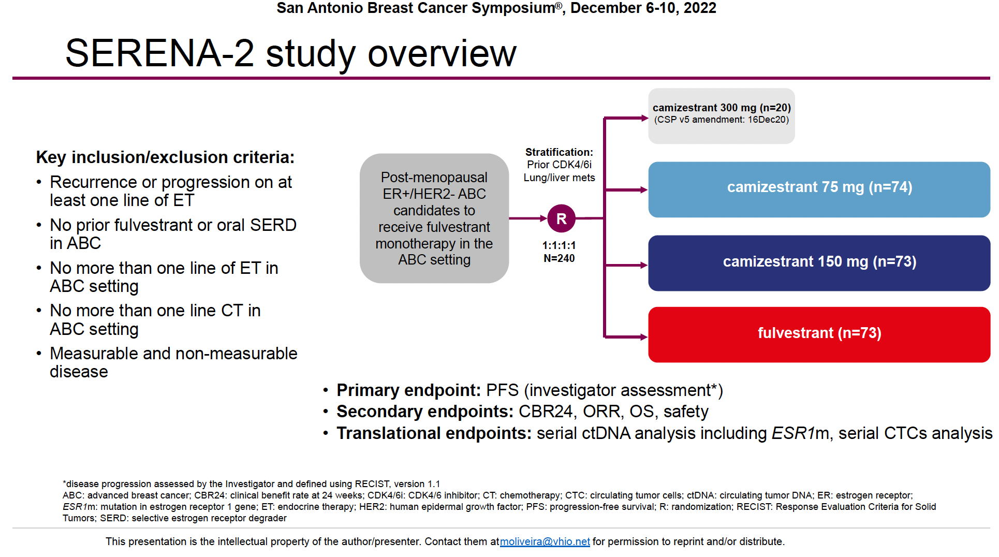 San Antonio Breast Cancer Symposium®, December 6-10, 2022
SERENA-2 study overview
Key inclusion/exclusion criteria:
• Recurrence or progression on at
least one line of ET
• No prior fulvestrant or oral SERD
in ABC
• No more than one line of ET in
ABC setting
• No more than one line CT in
ABC setting
• Measurable and non-measurable
disease
Post-menopausal
ER+/HER2- ABC
candidates to
receive fulvestrant
monotherapy in the
ABC setting
Stratification:
Prior CDK4/6i
Lung/liver mets
R
1:1:1:1
N=240
camizestrant 300 mg (n=20)
(CSP v5 amendment: 16Dec20)
camizestrant 75 mg (n=74)
camizestrant 150 mg (n=73)
fulvestrant (n=73)
• Primary endpoint: PFS (investigator assessment*)
• Secondary endpoints: CBR24, ORR, OS, safety
• Translational endpoints: serial ctDNA analysis including ESR1m, serial CTCs analysis
*disease progression assessed by the Investigator and defined using RECIST, version 1.1
ABC: advanced breast cancer; CBR24: clinical benefit rate at 24 weeks; CDK4/6i: CDK4/6 inhibitor; CT: chemotherapy; CTC: circulating tumor cells; ctDNA: circulating tumor DNA; ER: estrogen receptor;
ESR1m: mutation in estrogen receptor 1 gene; ET: endocrine therapy; HER2: human epidermal growth factor; PFS: progression-free survival; R: randomization; RECIST: Response Evaluation Criteria for Solid
Tumors; SERD: selective estrogen receptor degrader
This presentation is the intellectual property of the author/presenter. Contact them at moliveira@vhio.net for permission to reprint and/or distribute.